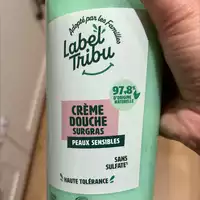 Adopté par les Familles
Label
Tribu
97.8%
D'ORIGINE
NATURELLE
CRÈME
DOUCHE
SURGRAS
PEAUX SENSIBLES
SANS
SULFATE
HAUTE TOLÉRANCE